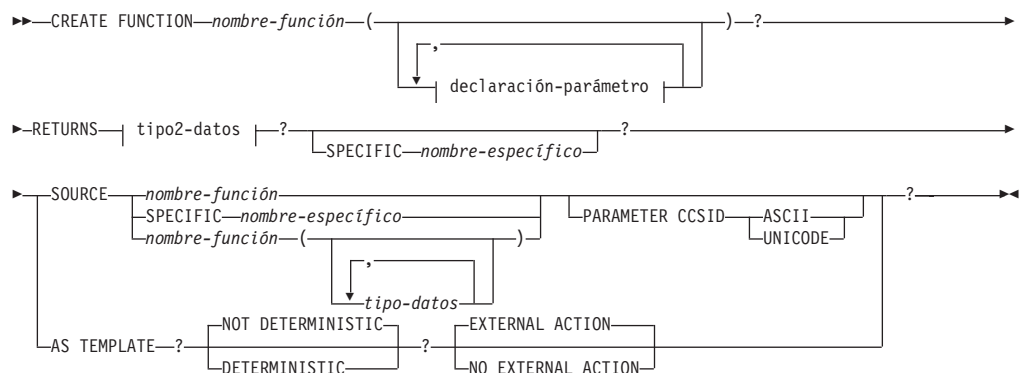 CREATE FUNCTION nombre-función ( ) ?
,
declaración-parámetro
RETURNS tipo2-datos ? ?
SPECIFIC nombre-específico
SOURCE nombre-función ?
SPECIFIC nombre-específico PARAMETER CCSID ASCII
nombre-función ( ) UNICODE
,
tipo-datos
NOT DETERMINISTIC EXTERNAL ACTION
AS TEMPLATE ? ?
DETERMINISTIC NO EXTERNAL ACTION